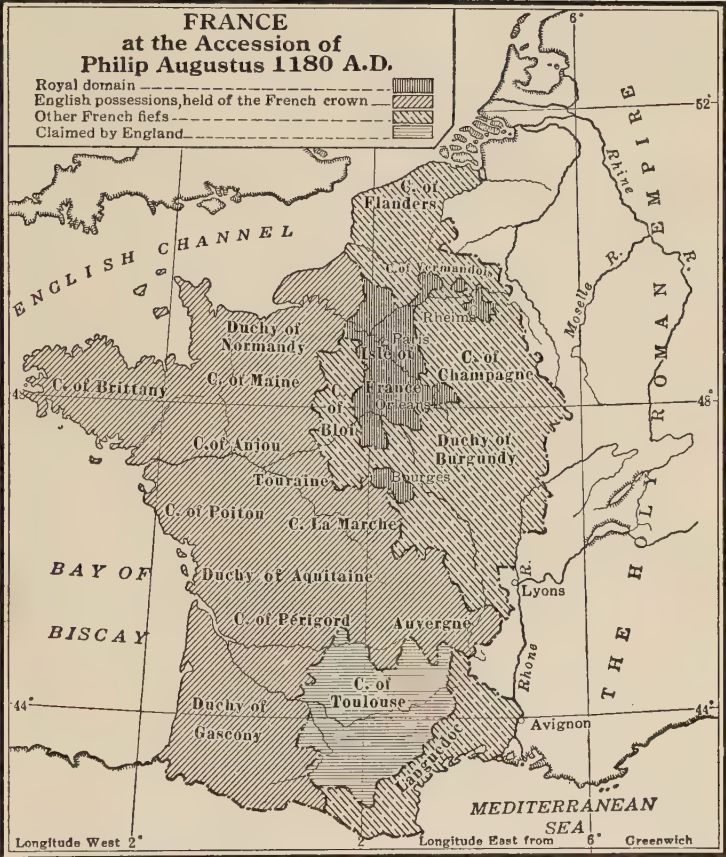 FRANCE
at the Accession of
Philip Augustus 1180 A.D.
Royal domain
English possessions, held of the French crown
Other French fiefs
Claimed by England
6°
52°
Rhine
R.
EMPIRE
C. of
Flanders
ENGLISH CHANNEL
C. of Vermandois
Moselle R.
Rheims
Duchy of
Normandy
Paris
Isle of
France
C. of
Champagne
ROMAN
C. of Brittany
C. of Maine
Orleans
48°
48°
C.
of
Blois
C. of Anjou
Duchy of
Burgundy
Touraine
Bourges
C. of Poitou
C. La Marche
HOLY
BAY OF
BISCAY
Duchy of Aquitaine
R.
Lyons
C. of Périgord
Auvergne
THE
Rhone
C. of
Toulouse
44°
44°
Duchy of
Gascony
Avignon
Languedoc
MEDITERRANEAN
SEA
Longitude West 2°
2°
Longitude East from 6° Greenwich